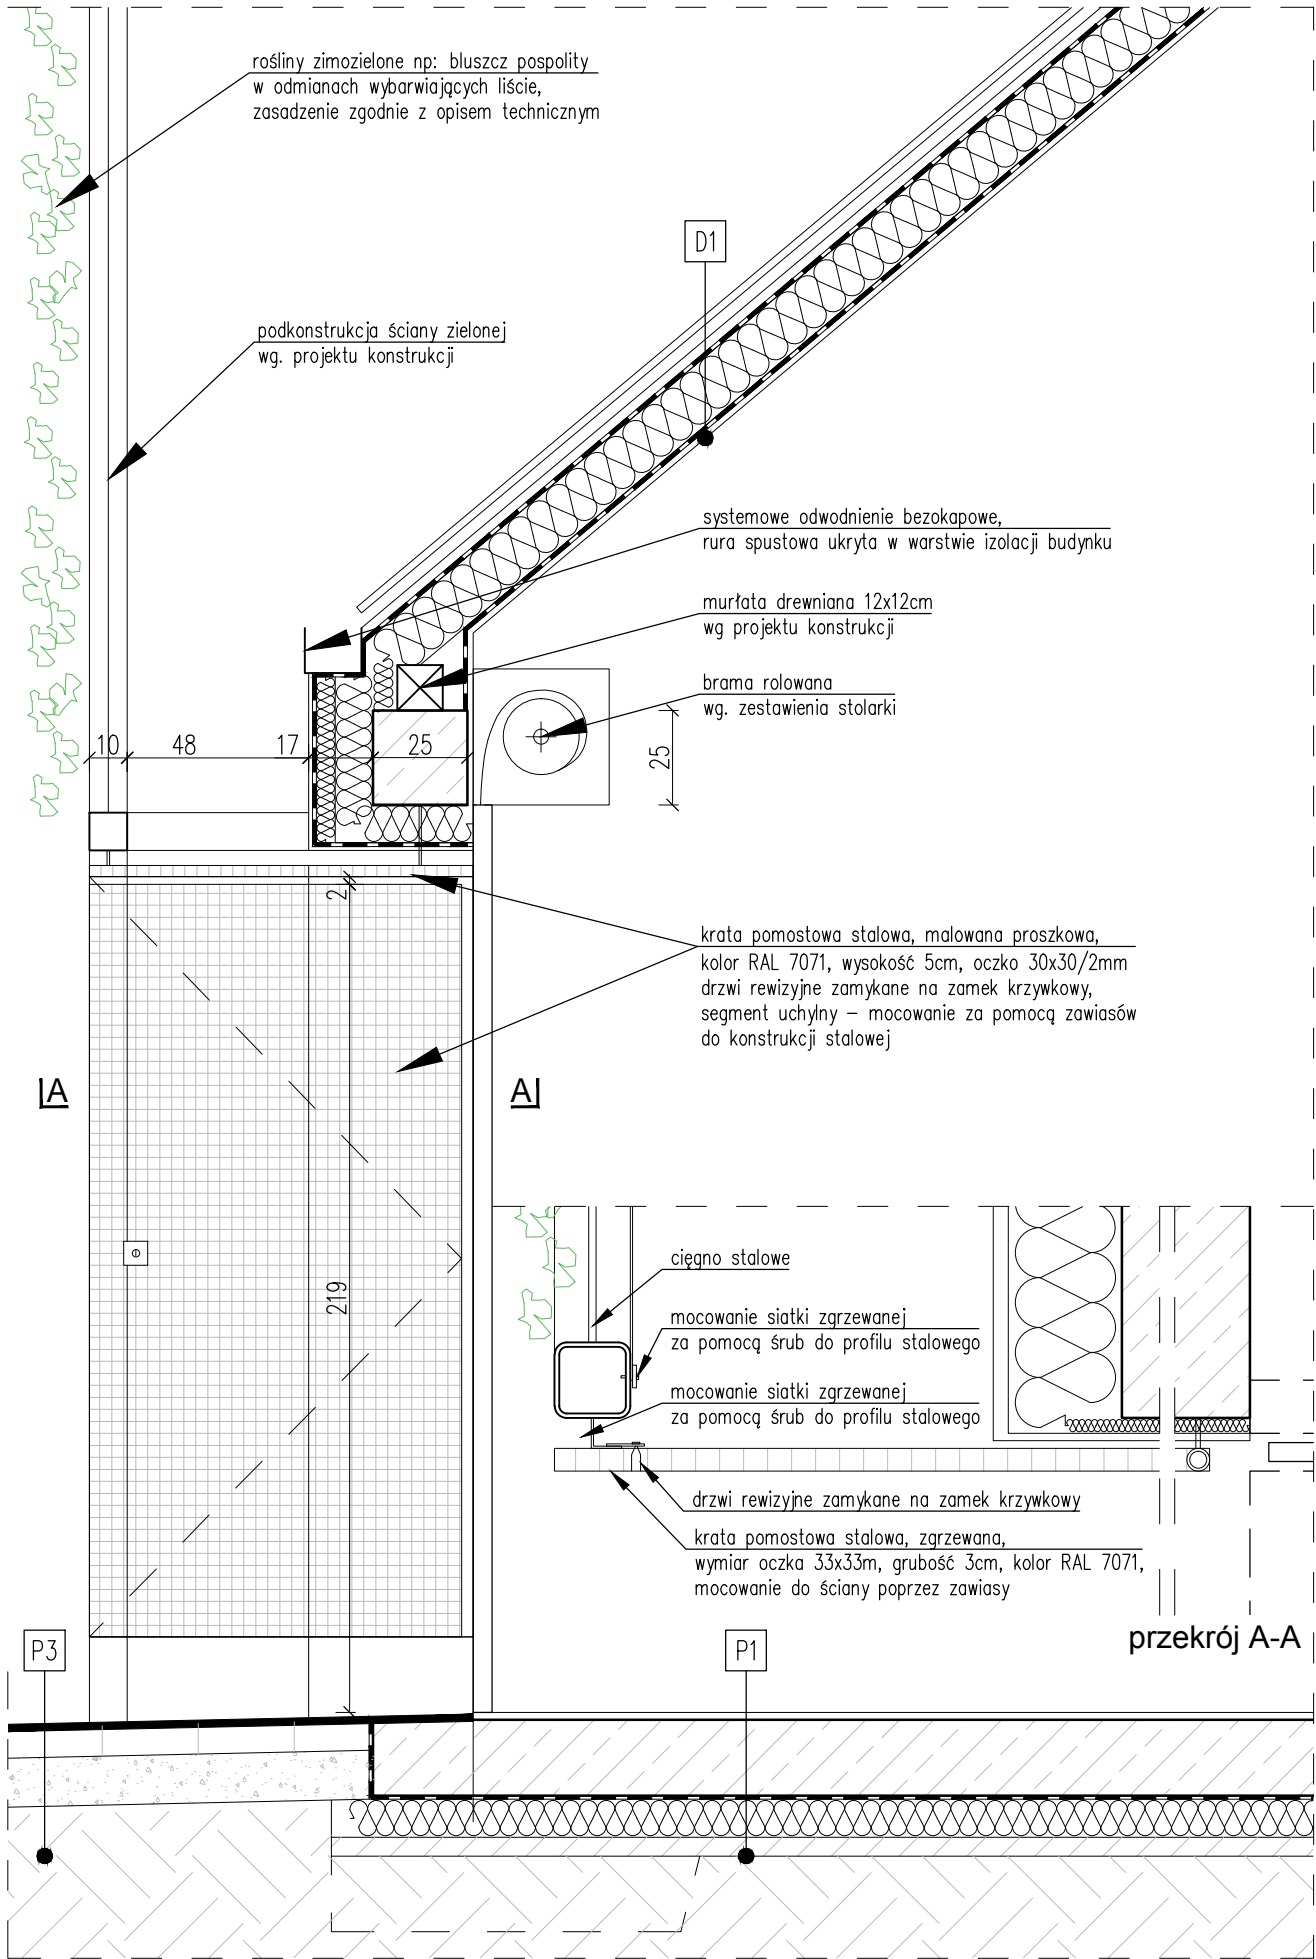 rośliny zimozielone np: bluszcz pospolity
w odmianach wybarwiających liście,
zasadzenie zgodnie z opisem technicznym
D1
podkonstrukcja ściany zielonej
wg. projektu konstrukcji
systemowe odwodnienie bezokapowe,
rura spustowa ukryta w warstwie izolacji budynku
murłata drewniana 12x12cm
wg projektu konstrukcji
brama rolowana
wg. zestawienia stolarki
10 48 17 25
25
2
krata pomostowa stalowa, malowana proszkowa,
kolor RAL 7071, wysokość 5cm, oczko 30x30/2mm
drzwi rewizyjne zamykane na zamek krzywkowy,
segment uchylny – mocowanie za pomocą zawiasów
do konstrukcji stalowej
A A
219
cięgno stalowe
mocowanie siatki zgrzewanej
za pomocą śrub do profilu stalowego
mocowanie siatki zgrzewanej
za pomocą śrub do profilu stalowego
drzwi rewizyjne zamykane na zamek krzywkowy
krata pomostowa stalowa, zgrzewana,
wymiar oczka 33x33m, grubość 3cm, kolor RAL 7071,
mocowanie do ściany poprzez zawiasy
przekrój A-A
P3 P1